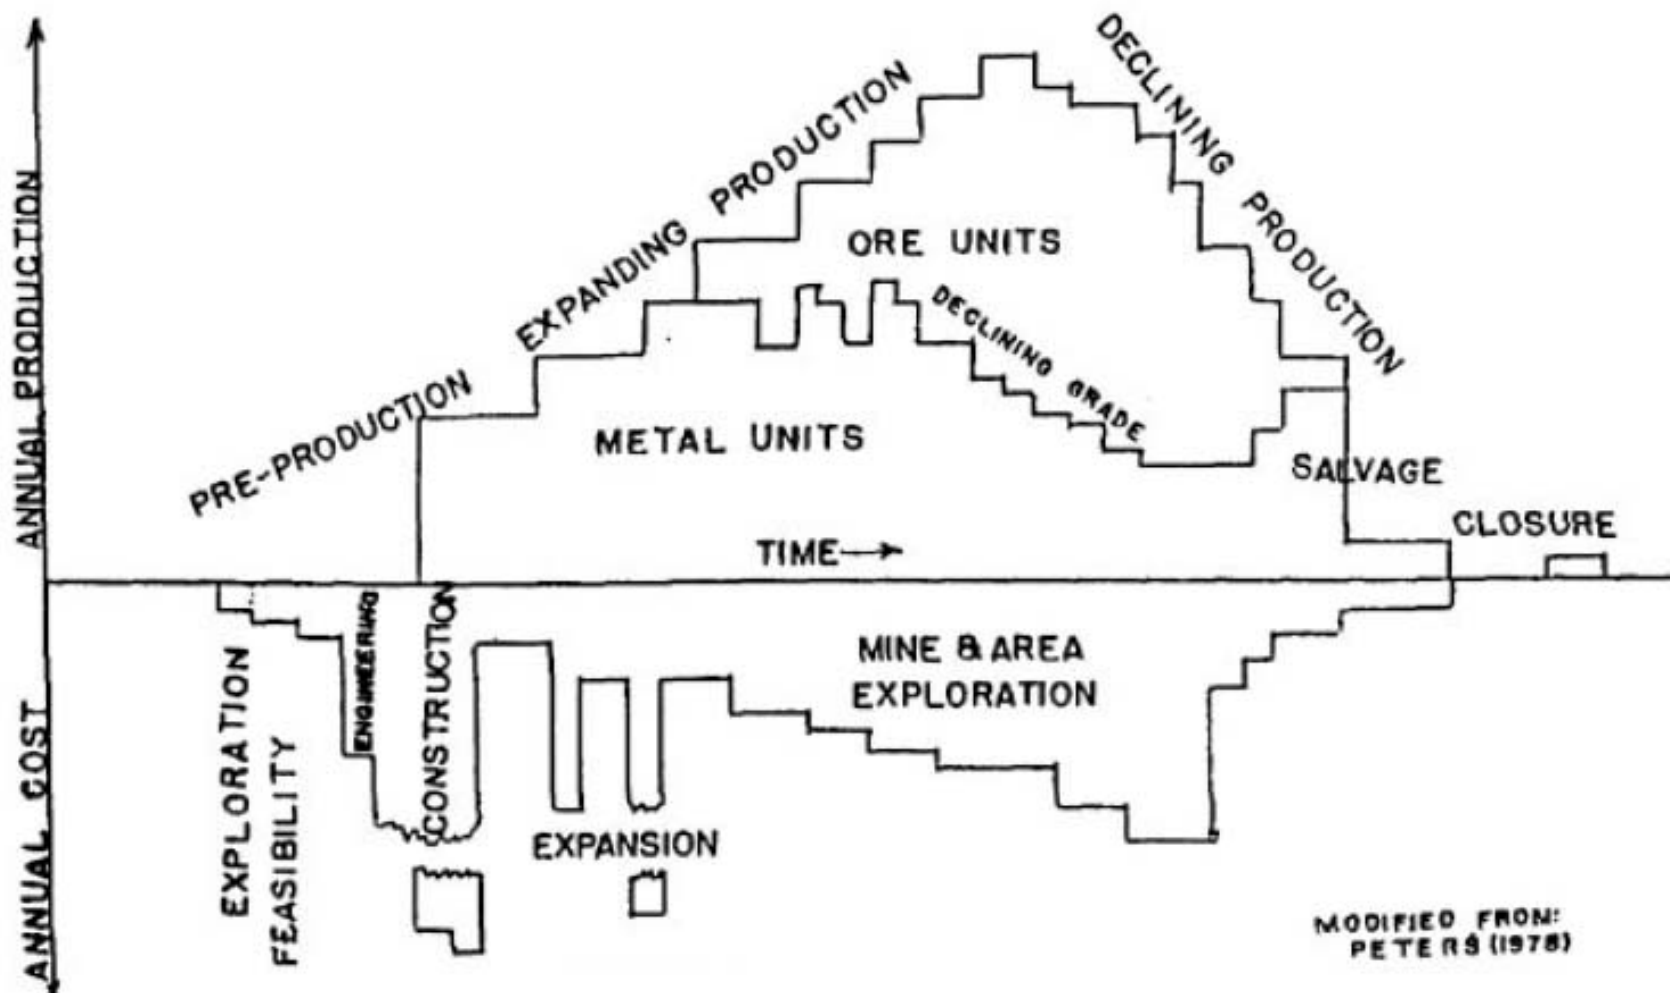 ANNUAL PRODUCTION
ANNUAL COST
PRE-PRODUCTION
EXPANDING PRODUCTION
DECLINING PRODUCTION
ORE UNITS
DECLINING GRADE
METAL UNITS
SALVAGE
CLOSURE
TIME
EXPLORATION
FEASIBILITY
ENGINEERING
CONSTRUCTION
EXPANSION
MINE & AREA
EXPLORATION
MODIFIED FROM:
PETERS (1978)